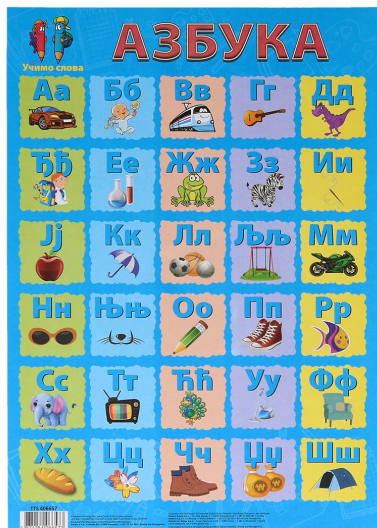 АЗБУКА
Учимо слова
Аа Бб Вв Гг Дд
Ђђ Ее Жж Зз Ии
Јј Кк Лл Љљ Мм
Нн Њњ Оо Пп Рр
Сс Тт Ћћ Уу Фф
Хх Цц Чч Џџ Шш